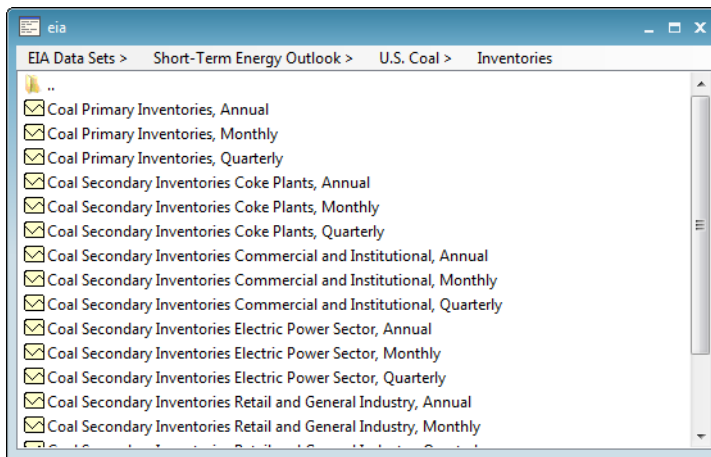 eia
EIA Data Sets > Short-Term Energy Outlook > U.S. Coal > Inventories
..
Coal Primary Inventories, Annual
Coal Primary Inventories, Monthly
Coal Primary Inventories, Quarterly
Coal Secondary Inventories Coke Plants, Annual
Coal Secondary Inventories Coke Plants, Monthly
Coal Secondary Inventories Coke Plants, Quarterly
Coal Secondary Inventories Commercial and Institutional, Annual
Coal Secondary Inventories Commercial and Institutional, Monthly
Coal Secondary Inventories Commercial and Institutional, Quarterly
Coal Secondary Inventories Electric Power Sector, Annual
Coal Secondary Inventories Electric Power Sector, Monthly
Coal Secondary Inventories Electric Power Sector, Quarterly
Coal Secondary Inventories Retail and General Industry, Annual
Coal Secondary Inventories Retail and General Industry, Monthly